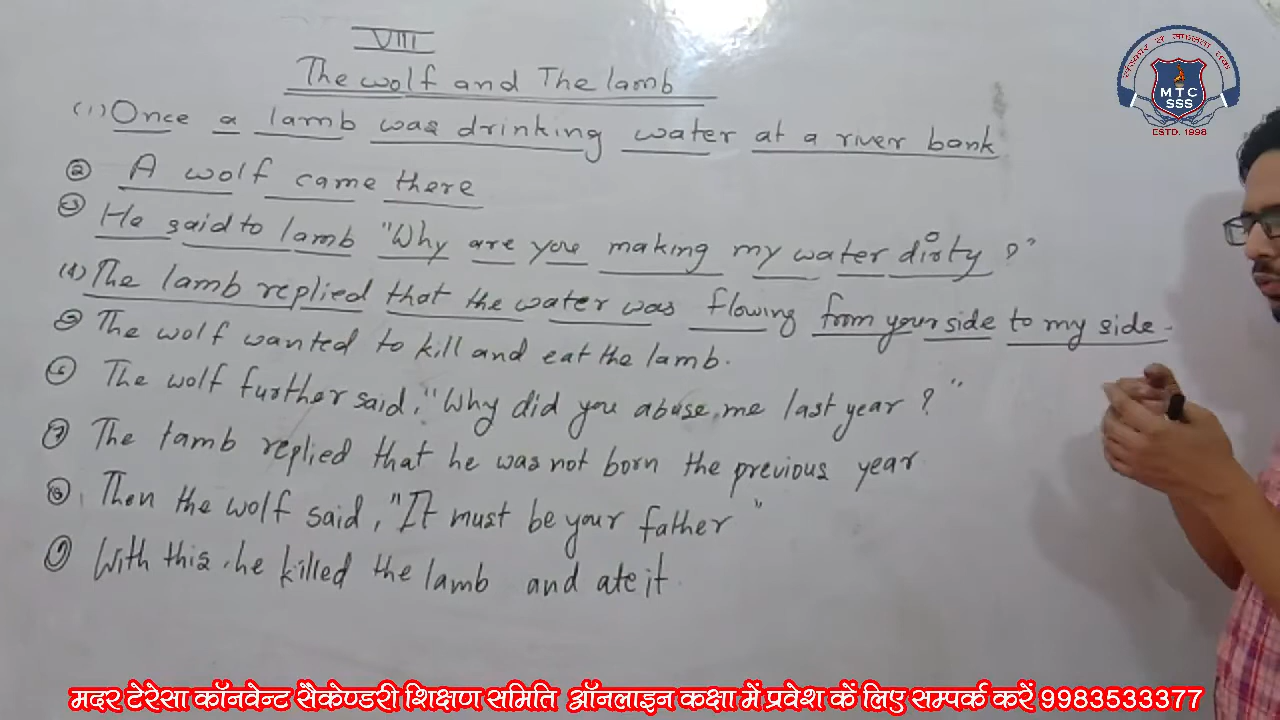 VIII
The wolf and The lamb
(1) Once a lamb was drinking water at a river bank
② A wolf came there
③ He said to lamb "Why are you making my water dirty ?"
(4) The lamb replied that the water was flowing from your side to my side.
⑤ The wolf wanted to kill and eat the lamb.
⑥ The wolf further said, "Why did you abuse me last year ?"
⑦ The lamb replied that he was not born the previous year
⑧ Then the wolf said, "It must be your father"
⑨ With this he killed the lamb and ate it
MTC
SSS
ESTD. 1998
मदर टेरेसा कॉनवेन्ट सैकेण्डरी शिक्षण समिति ऑनलाइन कक्षा में प्रवेश कें लिए सम्पर्क करें 9983533377